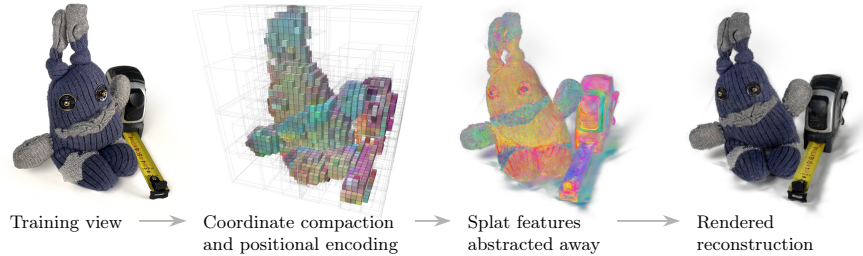 Training view
Coordinate compaction
and positional encoding
Splat features
abstracted away
Rendered
reconstruction